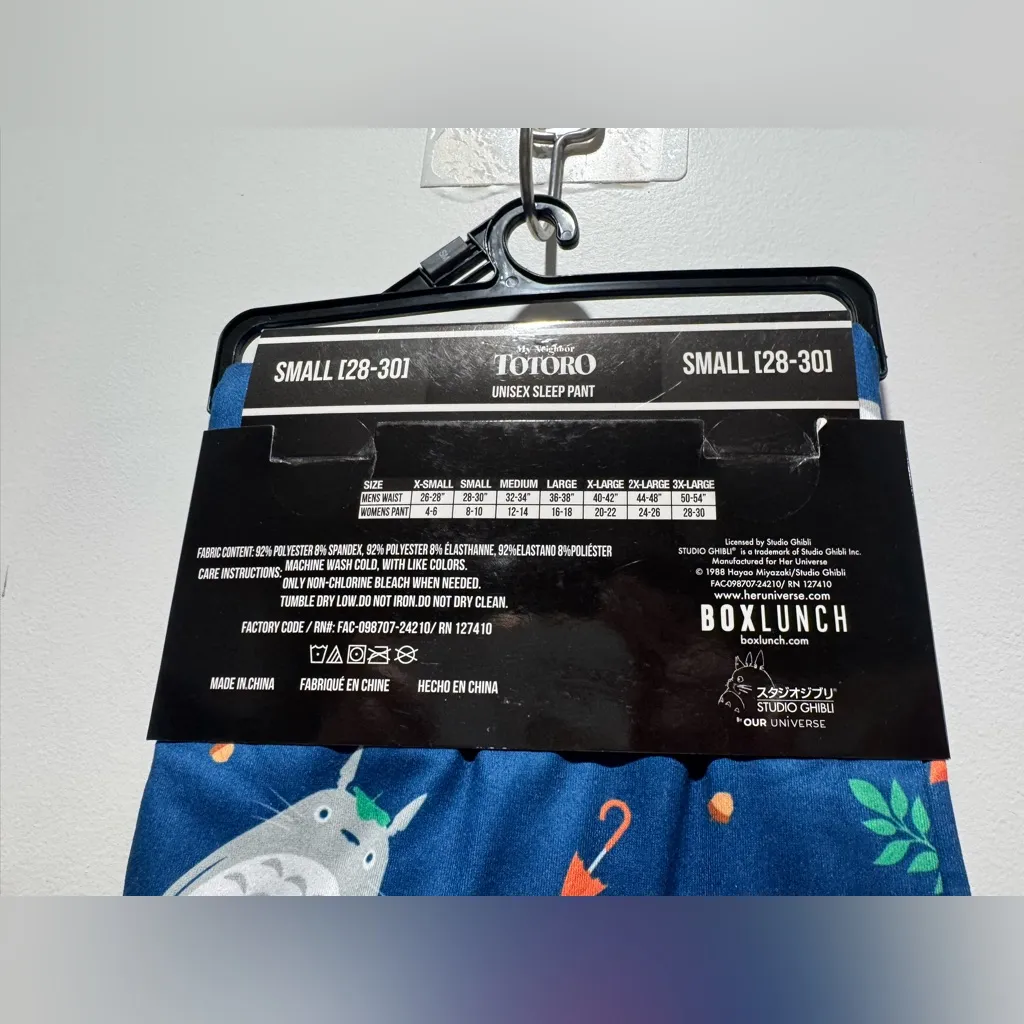 SMALL [28-30]
My Neighbor
TOTORO
UNISEX SLEEP PANT
SMALL [28-30]
SIZE X-SMALL SMALL MEDIUM LARGE X-LARGE 2X-LARGE 3X-LARGE
MENS WAIST 26-28" 28-30" 32-34" 36-38" 40-42" 44-48" 50-54"
WOMENS PANT 4-6 8-10 12-14 16-18 20-22 24-26 28-30
FABRIC CONTENT: 92% POLYESTER 8% SPANDEX, 92% POLYESTER 8% ÉLASTHANNE, 92%ELASTANO 8%POLIÉSTER
CARE INSTRUCTIONS. MACHINE WASH COLD, WITH LIKE COLORS.
ONLY NON-CHLORINE BLEACH WHEN NEEDED.
TUMBLE DRY LOW.DO NOT IRON.DO NOT DRY CLEAN.
FACTORY CODE / RN#: FAC-098707-24210/ RN 127410
MADE IN.CHINA FABRIQUÉ EN CHINE HECHO EN CHINA
Licensed by Studio Ghibli
STUDIO GHIBLI® is a trademark of Studio Ghibli Inc.
Manufactured for Her Universe
© 1988 Hayao Miyazaki/Studio Ghibli
FAC098707-24210/ RN 127410
www.heruniverse.com
BOXLUNCH
boxlunch.com
スタジオジブリ®
STUDIO GHIBLI
BY OUR UNIVERSE